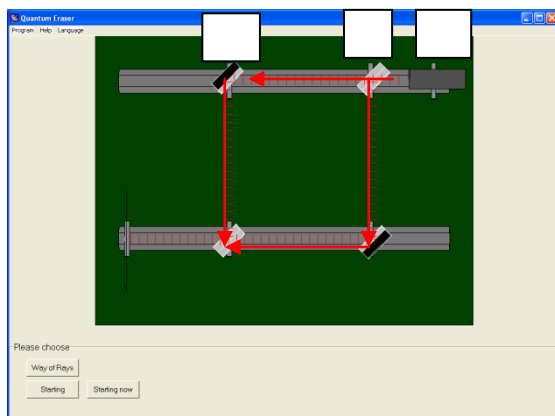 Quantum Eraser
Program Help Language
Please choose
Way of Rays
Starting Starting now